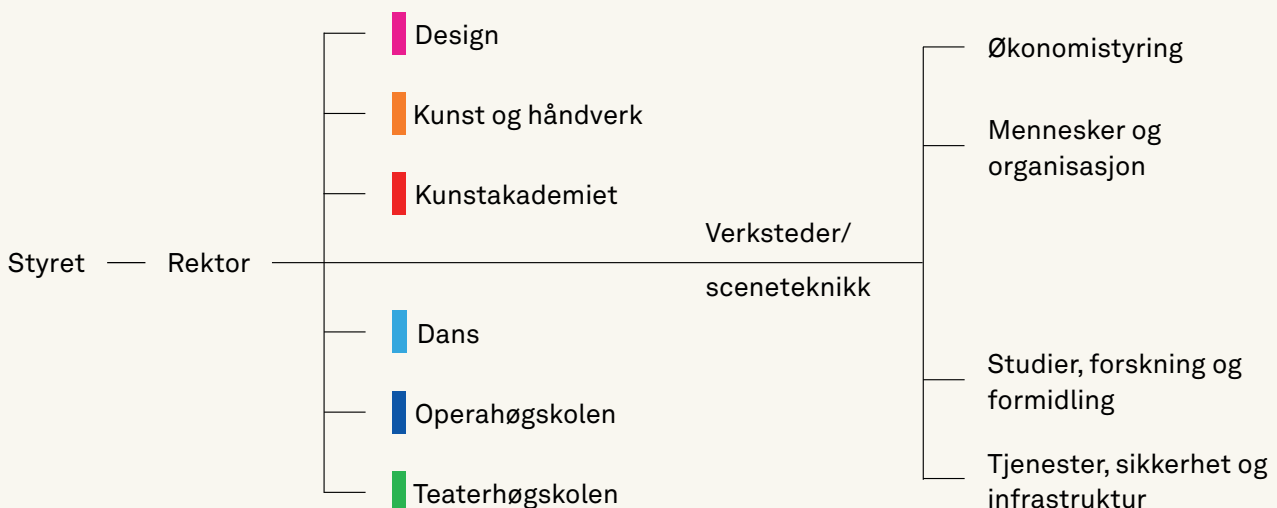 Styret
Rektor
Design
Kunst og håndverk
Kunstakademiet
Dans
Operahøgskolen
Teaterhøgskolen
Verksteder/
sceneteknikk
Økonomistyring
Mennesker og
organisasjon
Studier, forskning og
formidling
Tjenester, sikkerhet og
infrastruktur